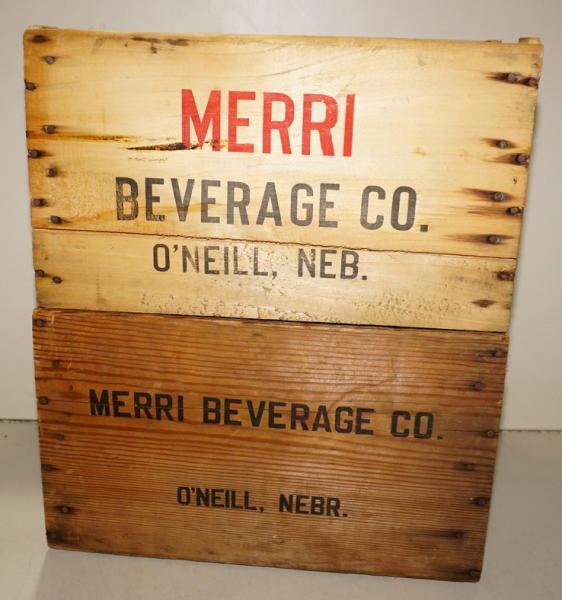 MERRI
BEVERAGE CO.
O'NEILL, NEB.
MERRI BEVERAGE CO.
O'NEILL, NEBR.